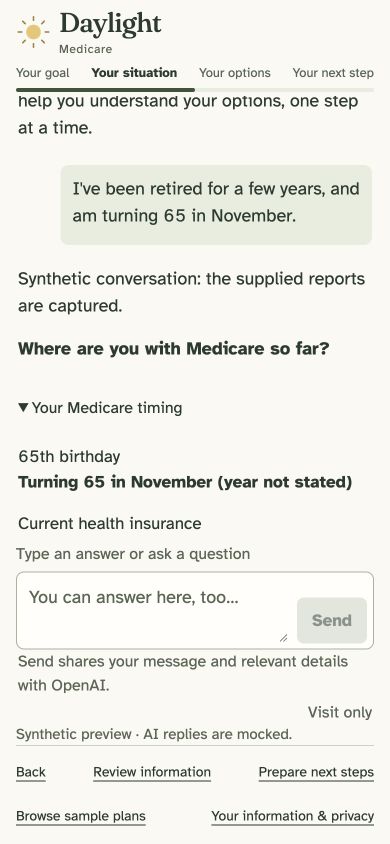 Daylight
Medicare
Your goal Your situation Your options Your next step
help you understand your options, one step
at a time.
I've been retired for a few years, and
am turning 65 in November.
Synthetic conversation: the supplied reports
are captured.
Where are you with Medicare so far?
▼ Your Medicare timing
65th birthday
Turning 65 in November (year not stated)
Current health insurance
Type an answer or ask a question
You can answer here, too...
Send
Send shares your message and relevant details
with OpenAI.
Visit only
Synthetic preview · AI replies are mocked.
Back Review information Prepare next steps
Browse sample plans Your information & privacy